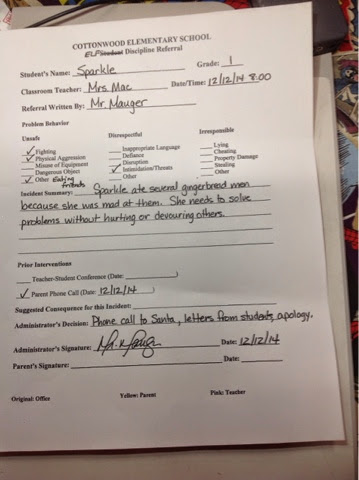 COTTONWOOD ELEMENTARY SCHOOL
ELF Student Discipline Referral
Student's Name: Sparkle Grade: 1
Classroom Teacher: Mrs. Mac Date/Time: 12/12/14 8:00
Referral Written By: Mr. Mauger
Problem Behavior
Unsafe Disrespectful Irresponsible
✓ Fighting Inappropriate Language Lying
✓ Physical Aggression Defiance Cheating
Misuse of Equipment Disruption Property Damage
Dangerous Object ✓ Intimidation/Threats Stealing
✓ Other Eating friends Other Other
Incident Summary: Sparkle ate several gingerbread men
because she was mad at them. She needs to solve
problems without hurting or devouring others.
Prior Interventions
Teacher-Student Conference (Date: )
✓ Parent Phone Call (Date: 12/12/14)
Suggested Consequence for this Incident:
Administrator's Decision: Phone call to Santa, letters from students, apology.
Administrator's Signature: Mr. Mauger Date: 12/12/14
Parent's Signature: Date:
Original: Office Yellow: Parent Pink: Teacher